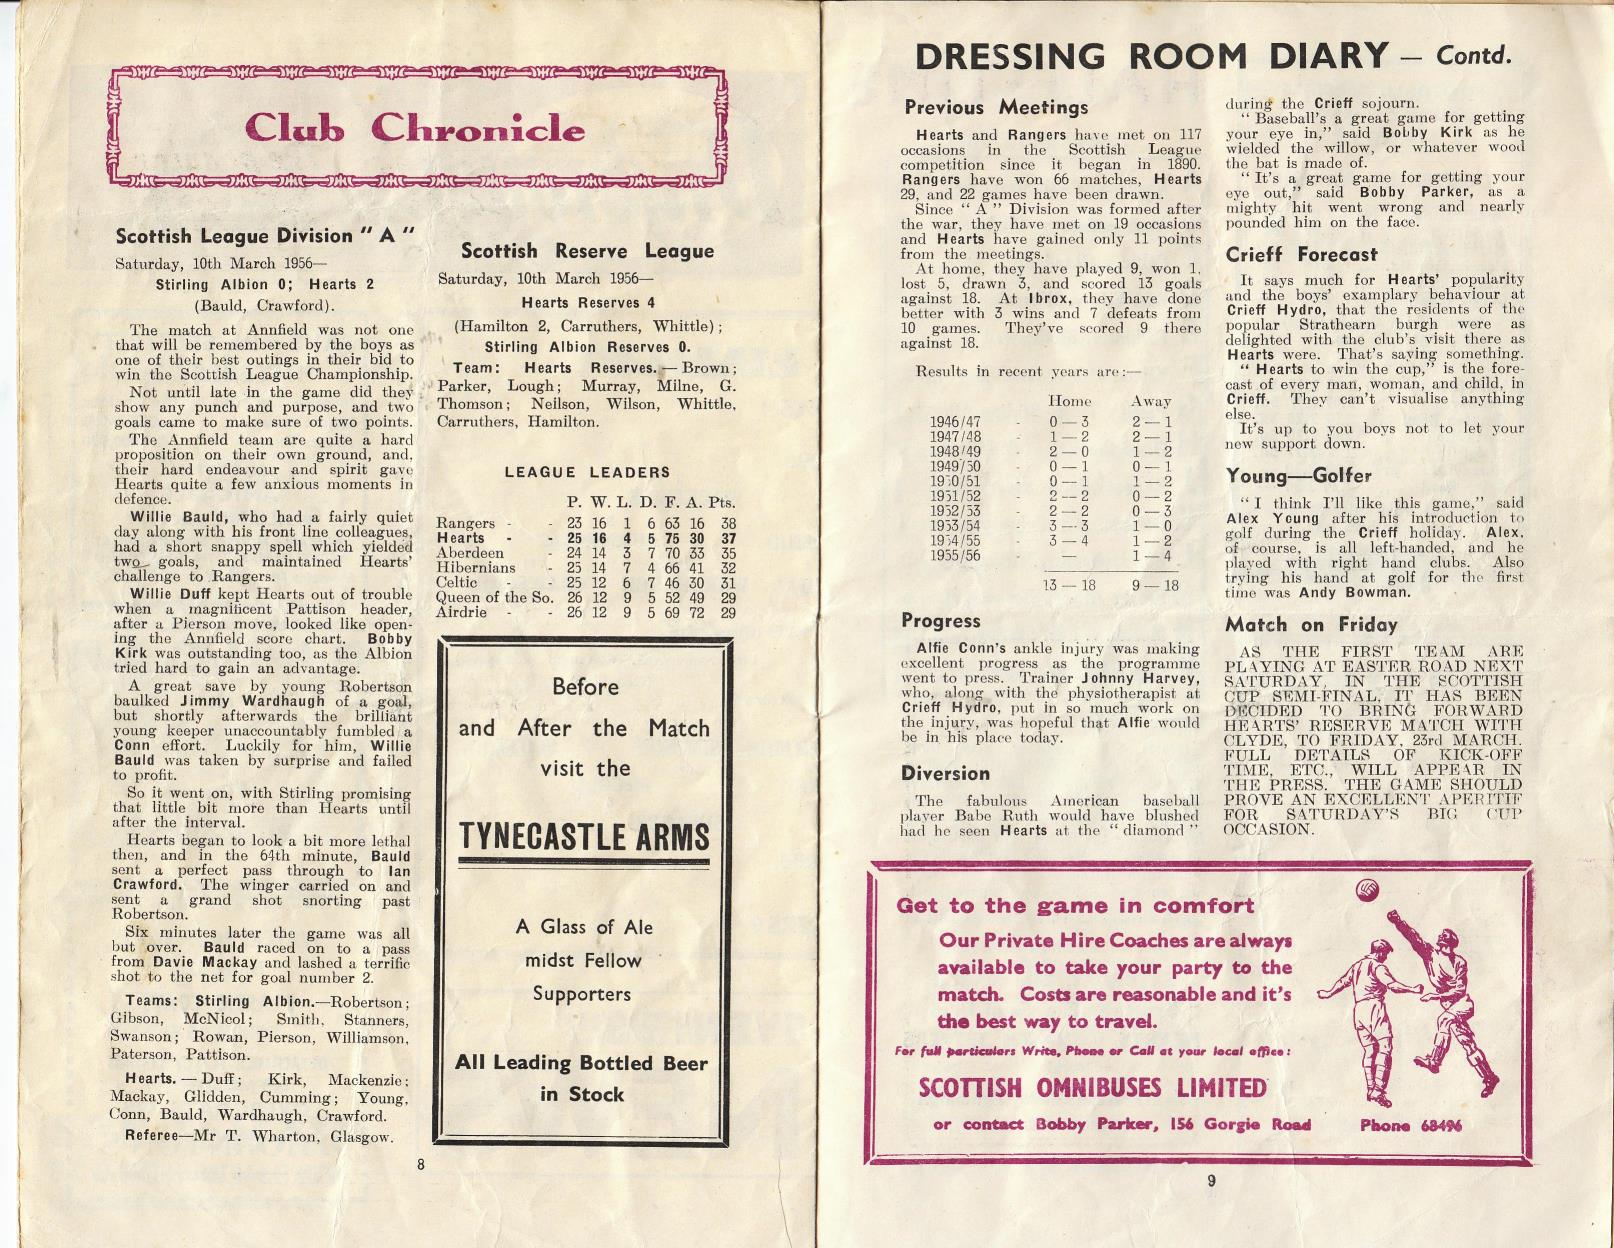 Club Chronicle
Scottish League Division " A "
Saturday, 10th March 1956—
Stirling Albion 0; Hearts 2
(Bauld, Crawford).
The match at Annfield was not one
that will be remembered by the boys as
one of their best outings in their bid to
win the Scottish League Championship.
Not until late in the game did they
show any punch and purpose, and two
goals came to make sure of two points.
The Annfield team are quite a hard
proposition on their own ground, and,
their hard endeavour and spirit gave
Hearts quite a few anxious moments in
defence.
Willie Bauld, who had a fairly quiet
day along with his front line colleagues,
had a short snappy spell which yielded
two goals, and maintained Hearts'
challenge to Rangers.
Willie Duff kept Hearts out of trouble
when a magnificent Pattison header,
after a Pierson move, looked like open-
ing the Annfield score chart. Bobby
Kirk was outstanding too, as the Albion
tried hard to gain an advantage.
A great save by young Robertson
baulked Jimmy Wardhaugh of a goal,
but shortly afterwards the brilliant
young keeper unaccountably fumbled a
Conn effort. Luckily for him, Willie
Bauld was taken by surprise and failed
to profit.
So it went on, with Stirling promising
that little bit more than Hearts until
after the interval.
Hearts began to look a bit more lethal
then, and in the 64th minute, Bauld
sent a perfect pass through to Ian
Crawford. The winger carried on and
sent a grand shot snorting past
Robertson.
Six minutes later the game was all
but over. Bauld raced on to a pass
from Davie Mackay and lashed a terrific
shot to the net for goal number 2.
Teams: Stirling Albion.—Robertson;
Gibson, McNicol; Smith, Stanners,
Swanson; Rowan, Pierson, Williamson,
Paterson, Pattison.
Hearts. — Duff; Kirk, Mackenzie;
Mackay, Glidden, Cumming; Young,
Conn, Bauld, Wardhaugh, Crawford.
Referee—Mr T. Wharton, Glasgow.
Scottish Reserve League
Saturday, 10th March 1956—
Hearts Reserves 4
(Hamilton 2, Carruthers, Whittle);
Stirling Albion Reserves 0.
Team: Hearts Reserves. — Brown;
Parker, Lough; Murray, Milne, G.
Thomson; Neilson, Wilson, Whittle,
Carruthers, Hamilton.
LEAGUE LEADERS
P. W. L. D. F. A. Pts.
Rangers - - 23 16 1 6 63 16 38
Hearts - - 25 16 4 5 75 30 37
Aberdeen - 24 14 3 7 70 33 35
Hibernians - 25 14 7 4 66 41 32
Celtic - - 25 12 6 7 46 30 31
Queen of the So. 26 12 9 5 52 49 29
Airdrie - - 26 12 9 5 69 72 29
Before
and After the Match
visit the
TYNECASTLE ARMS
A Glass of Ale
midst Fellow
Supporters
All Leading Bottled Beer
in Stock
8
DRESSING ROOM DIARY — Contd.
Previous Meetings
Hearts and Rangers have met on 117
occasions in the Scottish League
competition since it began in 1890.
Rangers have won 66 matches, Hearts
29, and 22 games have been drawn.
Since " A " Division was formed after
the war, they have met on 19 occasions
and Hearts have gained only 11 points
from the meetings.
At home, they have played 9, won 1,
lost 5, drawn 3, and scored 13 goals
against 18. At Ibrox, they have done
better with 3 wins and 7 defeats from
10 games. They've scored 9 there
against 18.
Results in recent years are:—
Home Away
1946/47 - 0—3 2—1
1947/48 - 1—2 2—1
1948/49 - 2—0 1—2
1949/50 - 0—1 0—1
1950/51 - 0—1 1—2
1951/52 - 2—2 0—2
1952/53 - 2—2 0—3
1953/54 - 3—3 1—0
1954/55 - 3—4 1—2
1955/56 - — 1—4
13—18 9—18
Progress
Alfie Conn's ankle injury was making
excellent progress as the programme
went to press. Trainer Johnny Harvey,
who, along with the physiotherapist at
Crieff Hydro, put in so much work on
the injury, was hopeful that Alfie would
be in his place today.
Diversion
The fabulous American baseball
player Babe Ruth would have blushed
had he seen Hearts at the " diamond "
during the Crieff sojourn.
" Baseball's a great game for getting
your eye in," said Bobby Kirk as he
wielded the willow, or whatever wood
the bat is made of.
" It's a great game for getting your
eye out," said Bobby Parker, as a
mighty hit went wrong and nearly
pounded him on the face.
Crieff Forecast
It says much for Hearts' popularity
and the boys' examplary behaviour at
Crieff Hydro, that the residents of the
popular Strathearn burgh were as
delighted with the club's visit there as
Hearts were. That's saying something.
" Hearts to win the cup," is the fore-
cast of every man, woman, and child, in
Crieff. They can't visualise anything
else.
It's up to you boys not to let your
new support down.
Young—Golfer
" I think I'll like this game," said
Alex Young after his introduction to
golf during the Crieff holiday. Alex,
of course, is all left-handed, and he
played with right hand clubs. Also
trying his hand at golf for the first
time was Andy Bowman.
Match on Friday
AS THE FIRST TEAM ARE
PLAYING AT EASTER ROAD NEXT
SATURDAY, IN THE SCOTTISH
CUP SEMI-FINAL, IT HAS BEEN
DECIDED TO BRING FORWARD
HEARTS' RESERVE MATCH WITH
CLYDE, TO FRIDAY, 23rd MARCH.
FULL DETAILS OF KICK-OFF
TIME, ETC., WILL APPEAR IN
THE PRESS. THE GAME SHOULD
PROVE AN EXCELLENT APERITIF
FOR SATURDAY'S BIG CUP
OCCASION.
Get to the game in comfort
Our Private Hire Coaches are always
available to take your party to the
match. Costs are reasonable and it's
the best way to travel.
For full particulars Write, Phone or Call at your local office:
SCOTTISH OMNIBUSES LIMITED
or contact Bobby Parker, 156 Gorgie Road Phone 68496
9